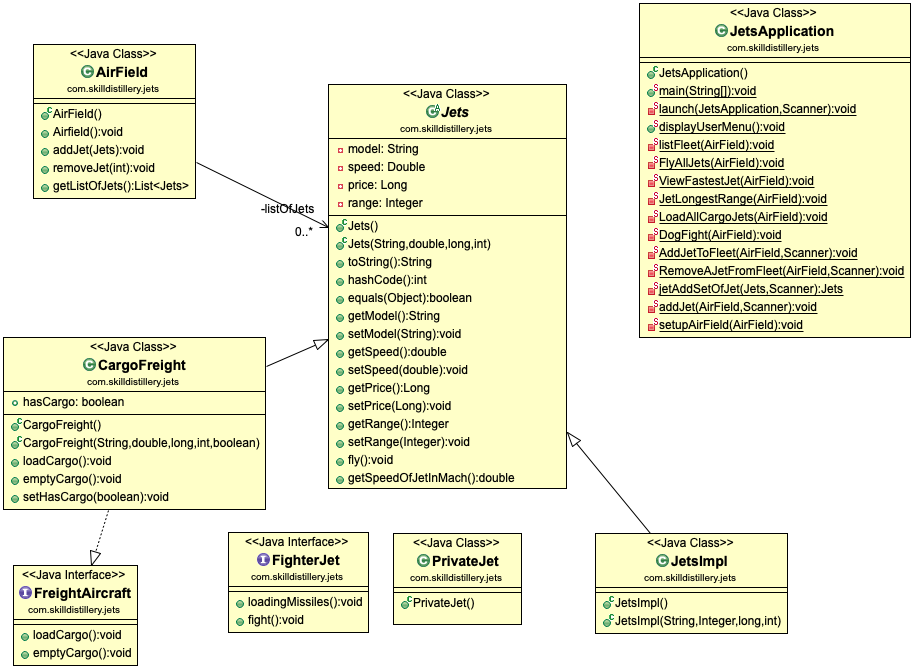 <<Java Class>>
AirField
com.skilldistillery.jets
AirField()
Airfield():void
addJet(Jets):void
removeJet(int):void
getListOfJets():List<Jets>
-listOfJets
0..*
<<Java Class>>
Jets
com.skilldistillery.jets
model: String
speed: Double
price: Long
range: Integer
Jets()
Jets(String,double,long,int)
toString():String
hashCode():int
equals(Object):boolean
getModel():String
setModel(String):void
getSpeed():double
setSpeed(double):void
getPrice():Long
setPrice(Long):void
getRange():Integer
setRange(Integer):void
fly():void
getSpeedOfJetInMach():double
<<Java Class>>
JetsApplication
com.skilldistillery.jets
JetsApplication()
main(String[]):void
launch(JetsApplication,Scanner):void
displayUserMenu():void
listFleet(AirField):void
FlyAllJets(AirField):void
ViewFastestJet(AirField):void
JetLongestRange(AirField):void
LoadAllCargoJets(AirField):void
DogFight(AirField):void
AddJetToFleet(AirField,Scanner):void
RemoveAJetFromFleet(AirField,Scanner):void
jetAddSetOfJet(Jets,Scanner):Jets
addJet(AirField,Scanner):void
setupAirField(AirField):void
<<Java Class>>
CargoFreight
com.skilldistillery.jets
hasCargo: boolean
CargoFreight()
CargoFreight(String,double,long,int,boolean)
loadCargo():void
emptyCargo():void
setHasCargo(boolean):void
<<Java Interface>>
FreightAircraft
com.skilldistillery.jets
loadCargo():void
emptyCargo():void
<<Java Interface>>
FighterJet
com.skilldistillery.jets
loadingMissiles():void
fight():void
<<Java Class>>
PrivateJet
com.skilldistillery.jets
PrivateJet()
<<Java Class>>
JetsImpl
com.skilldistillery.jets
JetsImpl()
JetsImpl(String,Integer,long,int)